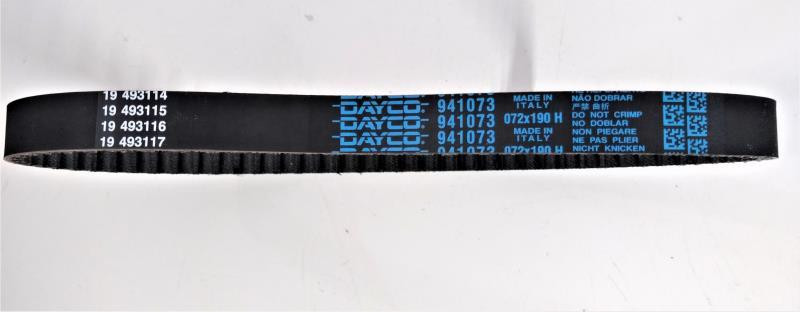 19 493114
19 493115
19 493116
19 493117
DAYCO® 941073 MADE IN ITALY
DAYCO® 941073 072x190 H
DAYCO® 941073 MADE IN ITALY
941073 072x190 H
NÃO DOBRAR
严禁曲折
DO NOT CRIMP
NO DOBLAR
NON PIEGARE
NE PAS PLIER
NICHT KNICKEN